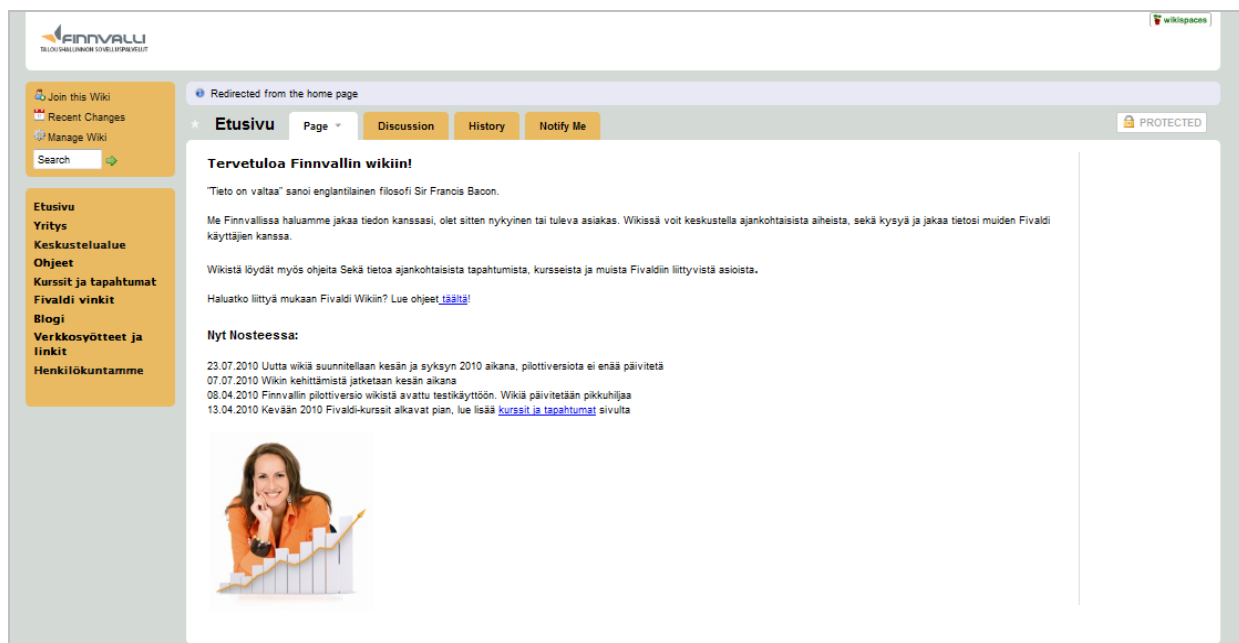 FINNVALLI
TALOUSHALLINNON SOVELLUSPALVELUT
wikispaces
Join this Wiki
Recent Changes
Manage Wiki
Search
Etusivu
Yritys
Keskustelualue
Ohjeet
Kurssit ja tapahtumat
Fivaldi vinkit
Blogi
Verkkosyötteet ja
linkit
Henkilökuntamme
Redirected from the home page
Etusivu
Page
Discussion
History
Notify Me
PROTECTED
Tervetuloa Finnvallin wikiin!
"Tieto on valtaa" sanoi englantilainen filosofi Sir Francis Bacon.
Me Finnvallissa haluamme jakaa tiedon kanssasi, olet sitten nykyinen tai tuleva asiakas. Wikissä voit keskustella ajankohtaisista aiheista, sekä kysyä ja jakaa tietosi muiden Fivaldi
käyttäjien kanssa.
Wikistä löydät myös ohjeita Sekä tietoa ajankohtaisista tapahtumista, kursseista ja muista Fivaldiin liittyvistä asioista.
Haluatko liittyä mukaan Fivaldi Wikiin? Lue ohjeet täältä!
Nyt Nosteessa:
23.07.2010 Uutta wikiä suunnitellaan kesän ja syksyn 2010 aikana, pilottiversiota ei enää päivitetä
07.07.2010 Wikin kehittämistä jatketaan kesän aikana
08.04.2010 Finnvallin pilottiversio wikistä avattu testikäyttöön. Wikiä päivitetään pikkuhiljaa
13.04.2010 Kevään 2010 Fivaldi-kurssit alkavat pian, lue lisää kurssit ja tapahtumat sivulta